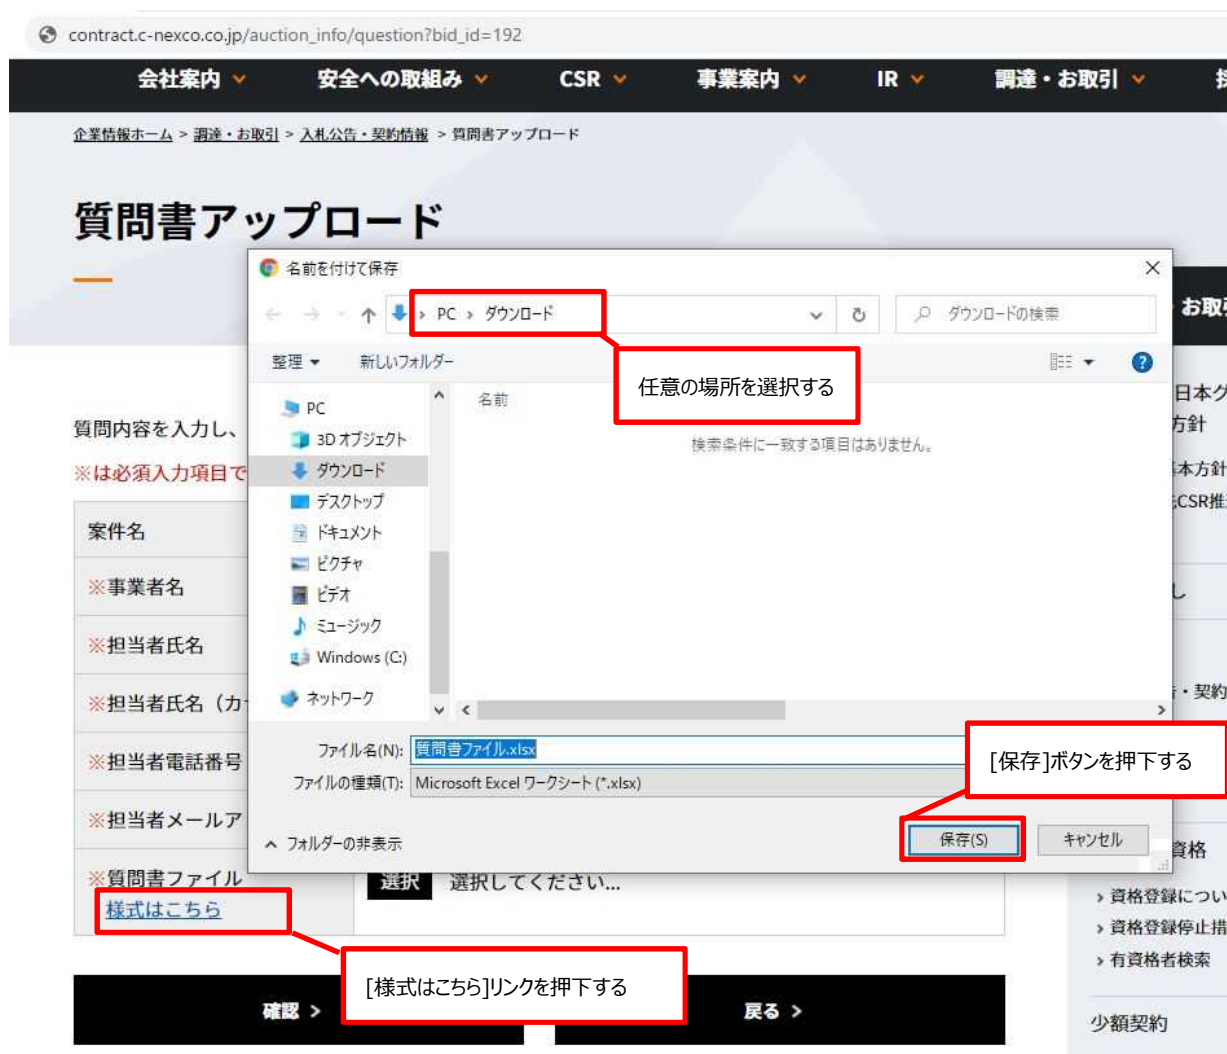 contract.c-nexco.co.jp/auction_info/question?bid_id=192
会社案内 安全への取組み CSR 事業案内 IR 調達・お取引
企業情報ホーム > 調達・お取引 > 入札公告・契約情報 > 質問書アップロード
質問書アップロード
名前を付けて保存
PC › ダウンロード
ダウンロードの検索
お取
整理 新しいフォルダー
任意の場所を選択する
名前
検索条件に一致する項目はありません。
PC
3D オブジェクト
ダウンロード
デスクトップ
ドキュメント
ピクチャ
ビデオ
ミュージック
Windows (C:)
ネットワーク
ファイル名(N): 質問書ファイル.xlsx
ファイルの種類(T): Microsoft Excel ワークシート (*.xlsx)
[保存]ボタンを押下する
フォルダーの非表示
保存(S) キャンセル
質問内容を入力し、
※は必須入力項目で
案件名
※事業者名
※担当者氏名
※担当者氏名（カ
※担当者電話番号
※担当者メールア
※質問書ファイル
様式はこちら
選択 選択してください...
[様式はこちら]リンクを押下する
確認 >
戻る >
日本グ
方針
本方針
CSR推
し
・契約
資格
› 資格登録につい
› 資格登録停止措
› 有資格者検索
少額契約